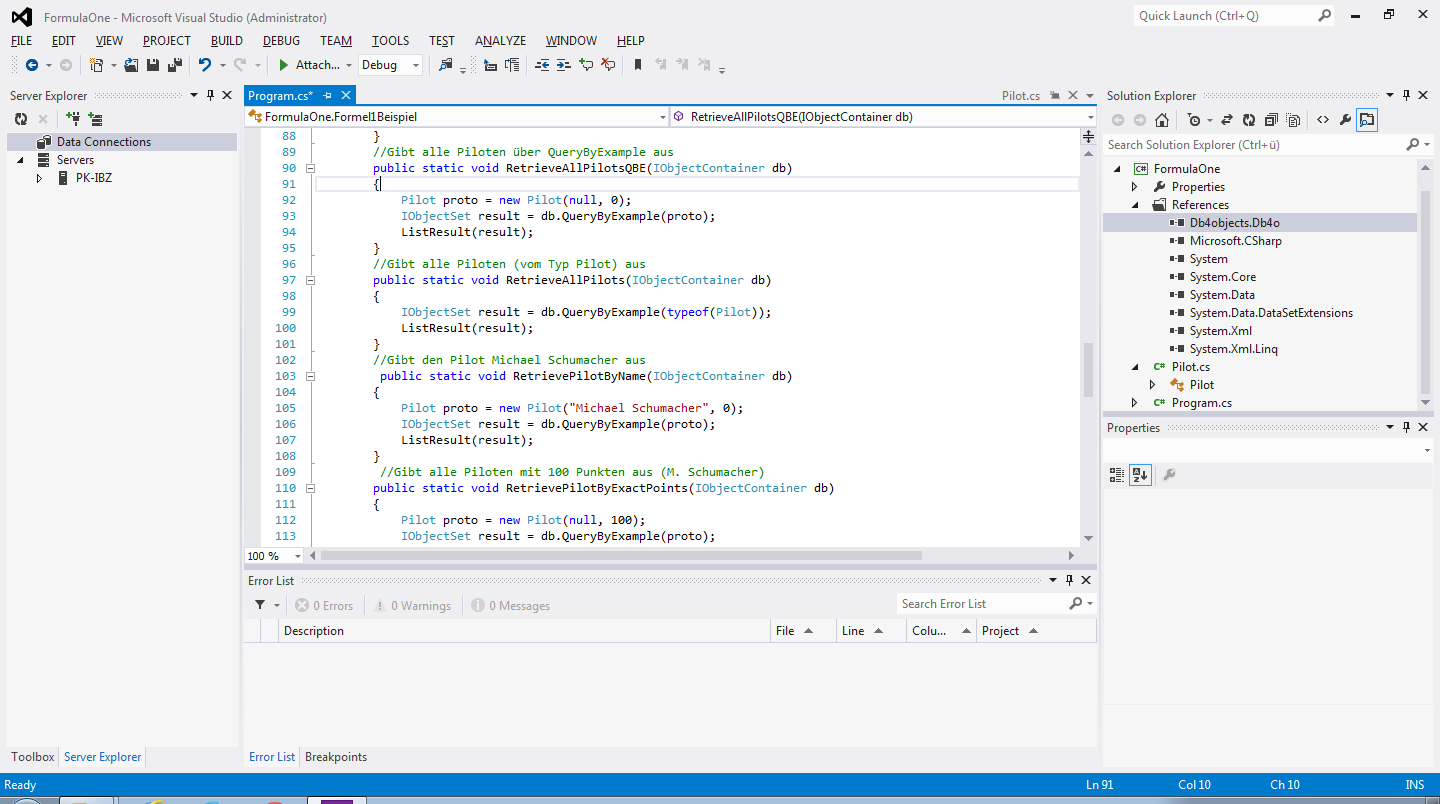 FormulaOne - Microsoft Visual Studio (Administrator)
Quick Launch (Ctrl+Q)
FILE EDIT VIEW PROJECT BUILD DEBUG TEAM TOOLS TEST ANALYZE WINDOW HELP
Attach... Debug
Server Explorer
Data Connections
Servers
PK-IBZ
Program.cs*
Pilot.cs
FormulaOne.Formel1Beispiel
RetrieveAllPilotsQBE(IObjectContainer db)
88 }
89 //Gibt alle Piloten über QueryByExample aus
90 public static void RetrieveAllPilotsQBE(IObjectContainer db)
91 {
92 Pilot proto = new Pilot(null, 0);
93 IObjectSet result = db.QueryByExample(proto);
94 ListResult(result);
95 }
96 //Gibt alle Piloten (vom Typ Pilot) aus
97 public static void RetrieveAllPilots(IObjectContainer db)
98 {
99 IObjectSet result = db.QueryByExample(typeof(Pilot));
100 ListResult(result);
101 }
102 //Gibt den Pilot Michael Schumacher aus
103 public static void RetrievePilotByName(IObjectContainer db)
104 {
105 Pilot proto = new Pilot("Michael Schumacher", 0);
106 IObjectSet result = db.QueryByExample(proto);
107 ListResult(result);
108 }
109 //Gibt alle Piloten mit 100 Punkten aus (M. Schumacher)
110 public static void RetrievePilotByExactPoints(IObjectContainer db)
111 {
112 Pilot proto = new Pilot(null, 100);
113 IObjectSet result = db.QueryByExample(proto);
100 %
Error List
0 Errors 0 Warnings 0 Messages
Search Error List
Description File Line Colu... Project
Solution Explorer
Search Solution Explorer (Ctrl+ü)
C# FormulaOne
Properties
References
Db4objects.Db4o
Microsoft.CSharp
System
System.Core
System.Data
System.Data.DataSetExtensions
System.Xml
System.Xml.Linq
C# Pilot.cs
Pilot
C# Program.cs
Properties
Toolbox Server Explorer
Error List Breakpoints
Ready Ln 91 Col 10 Ch 10 INS